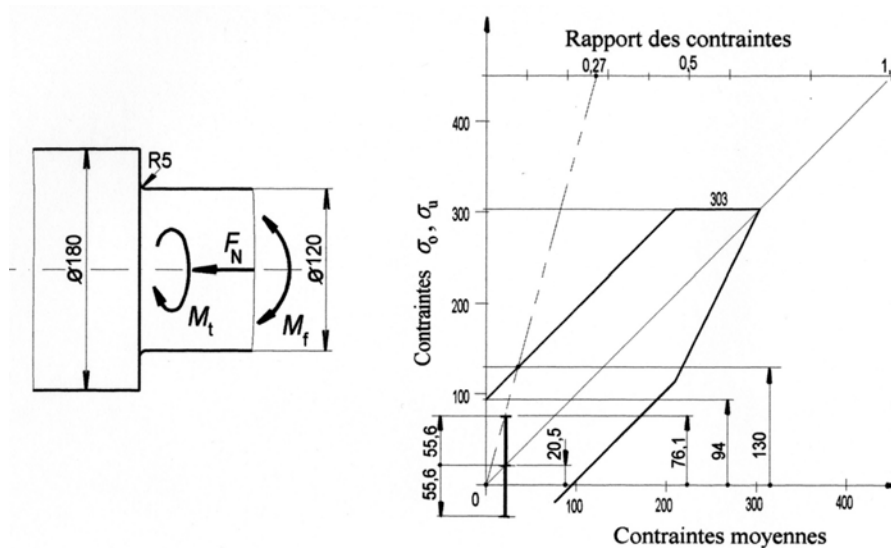 R5
ø180
F_N
M_t
M_f
ø120
Rapport des contraintes
0,27
0,5
1,
400
303
300
200
100
Contraintes σ_o, σ_u
55,6
55,6
20,5
76,1
94
130
0
100
200
300
400
Contraintes moyennes